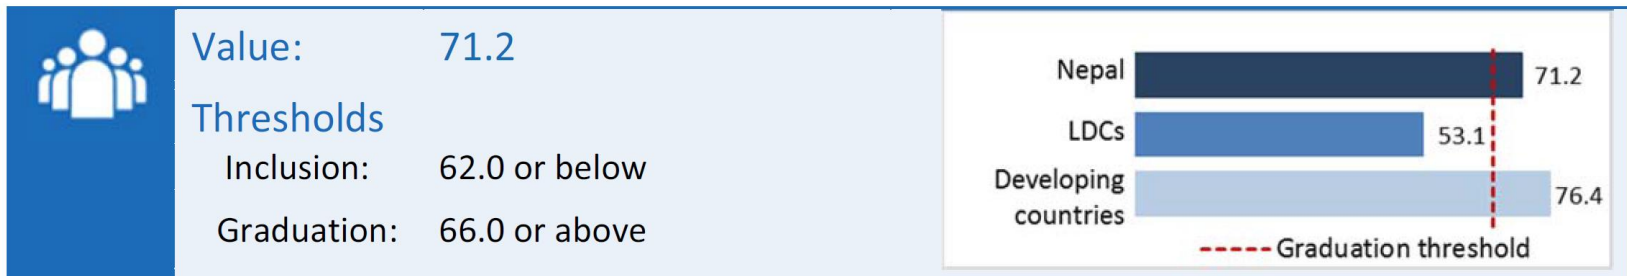 Value: 71.2
Thresholds
Inclusion: 62.0 or below
Graduation: 66.0 or above
Nepal 71.2
LDCs 53.1
Developing
countries 76.4
Graduation threshold